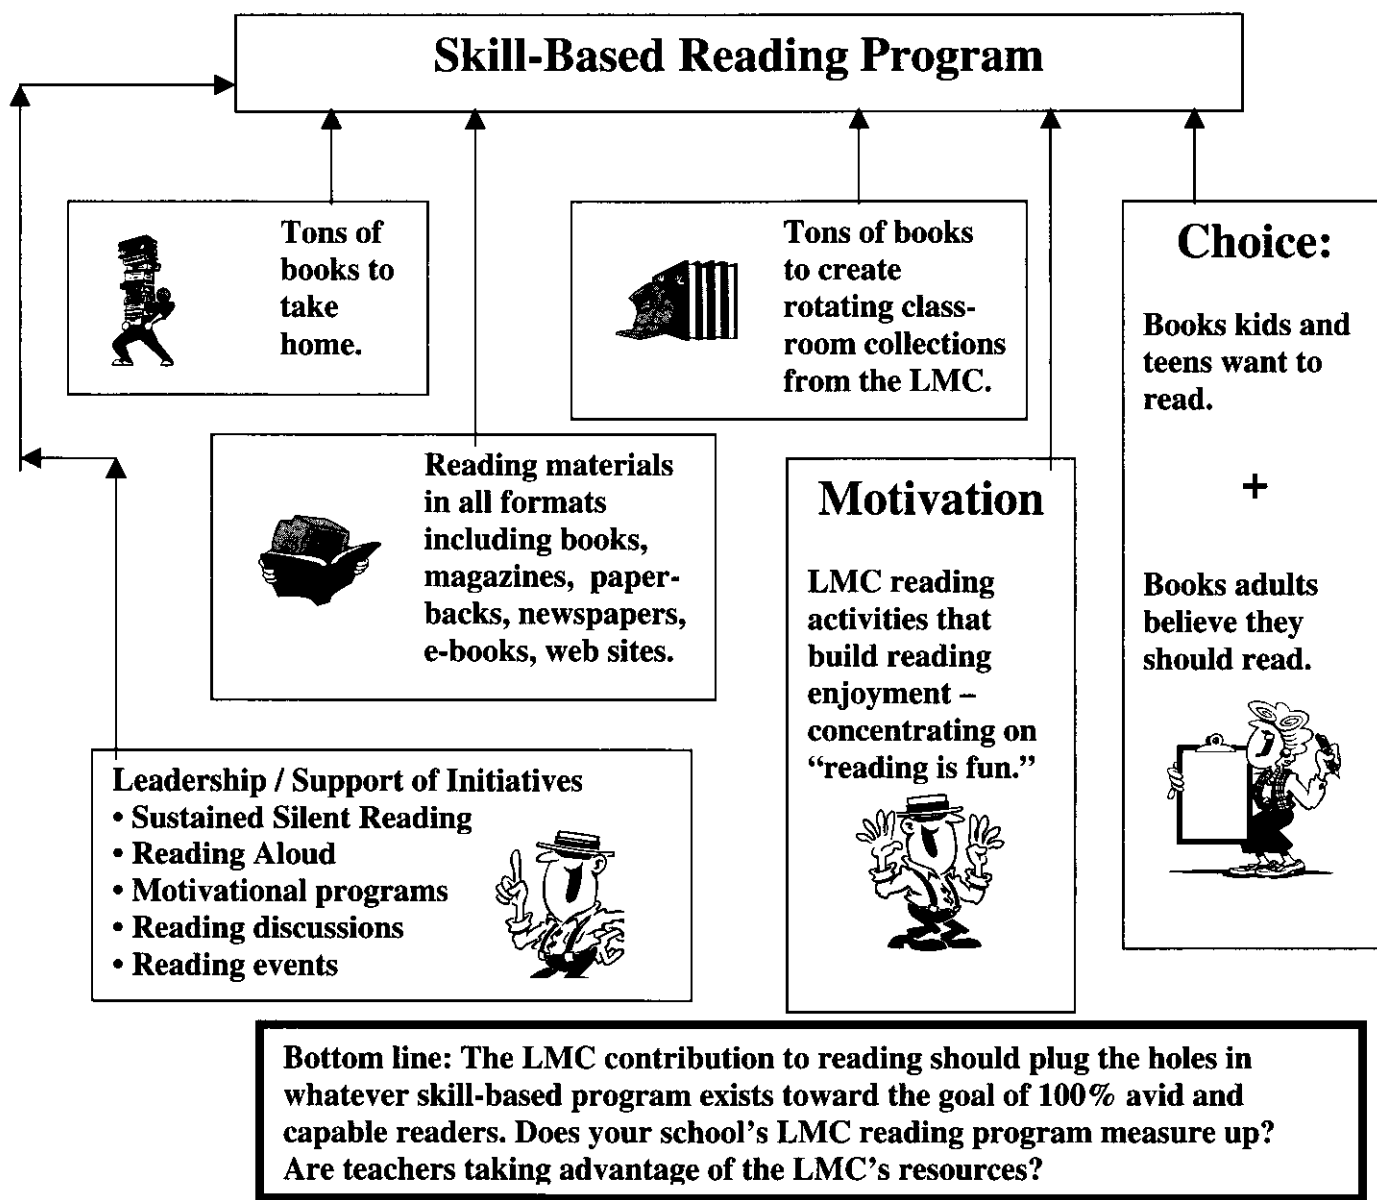 Skill-Based Reading Program
Tons of
books to
take
home.
Tons of books
to create
rotating class-
room collections
from the LMC.
Choice:
Books kids and
teens want to
read.
+
Books adults
believe they
should read.
Reading materials
in all formats
including books,
magazines, paper-
backs, newspapers,
e-books, web sites.
Motivation
LMC reading
activities that
build reading
enjoyment –
concentrating on
“reading is fun.”
Leadership / Support of Initiatives
• Sustained Silent Reading
• Reading Aloud
• Motivational programs
• Reading discussions
• Reading events
Bottom line: The LMC contribution to reading should plug the holes in
whatever skill-based program exists toward the goal of 100% avid and
capable readers. Does your school’s LMC reading program measure up?
Are teachers taking advantage of the LMC’s resources?